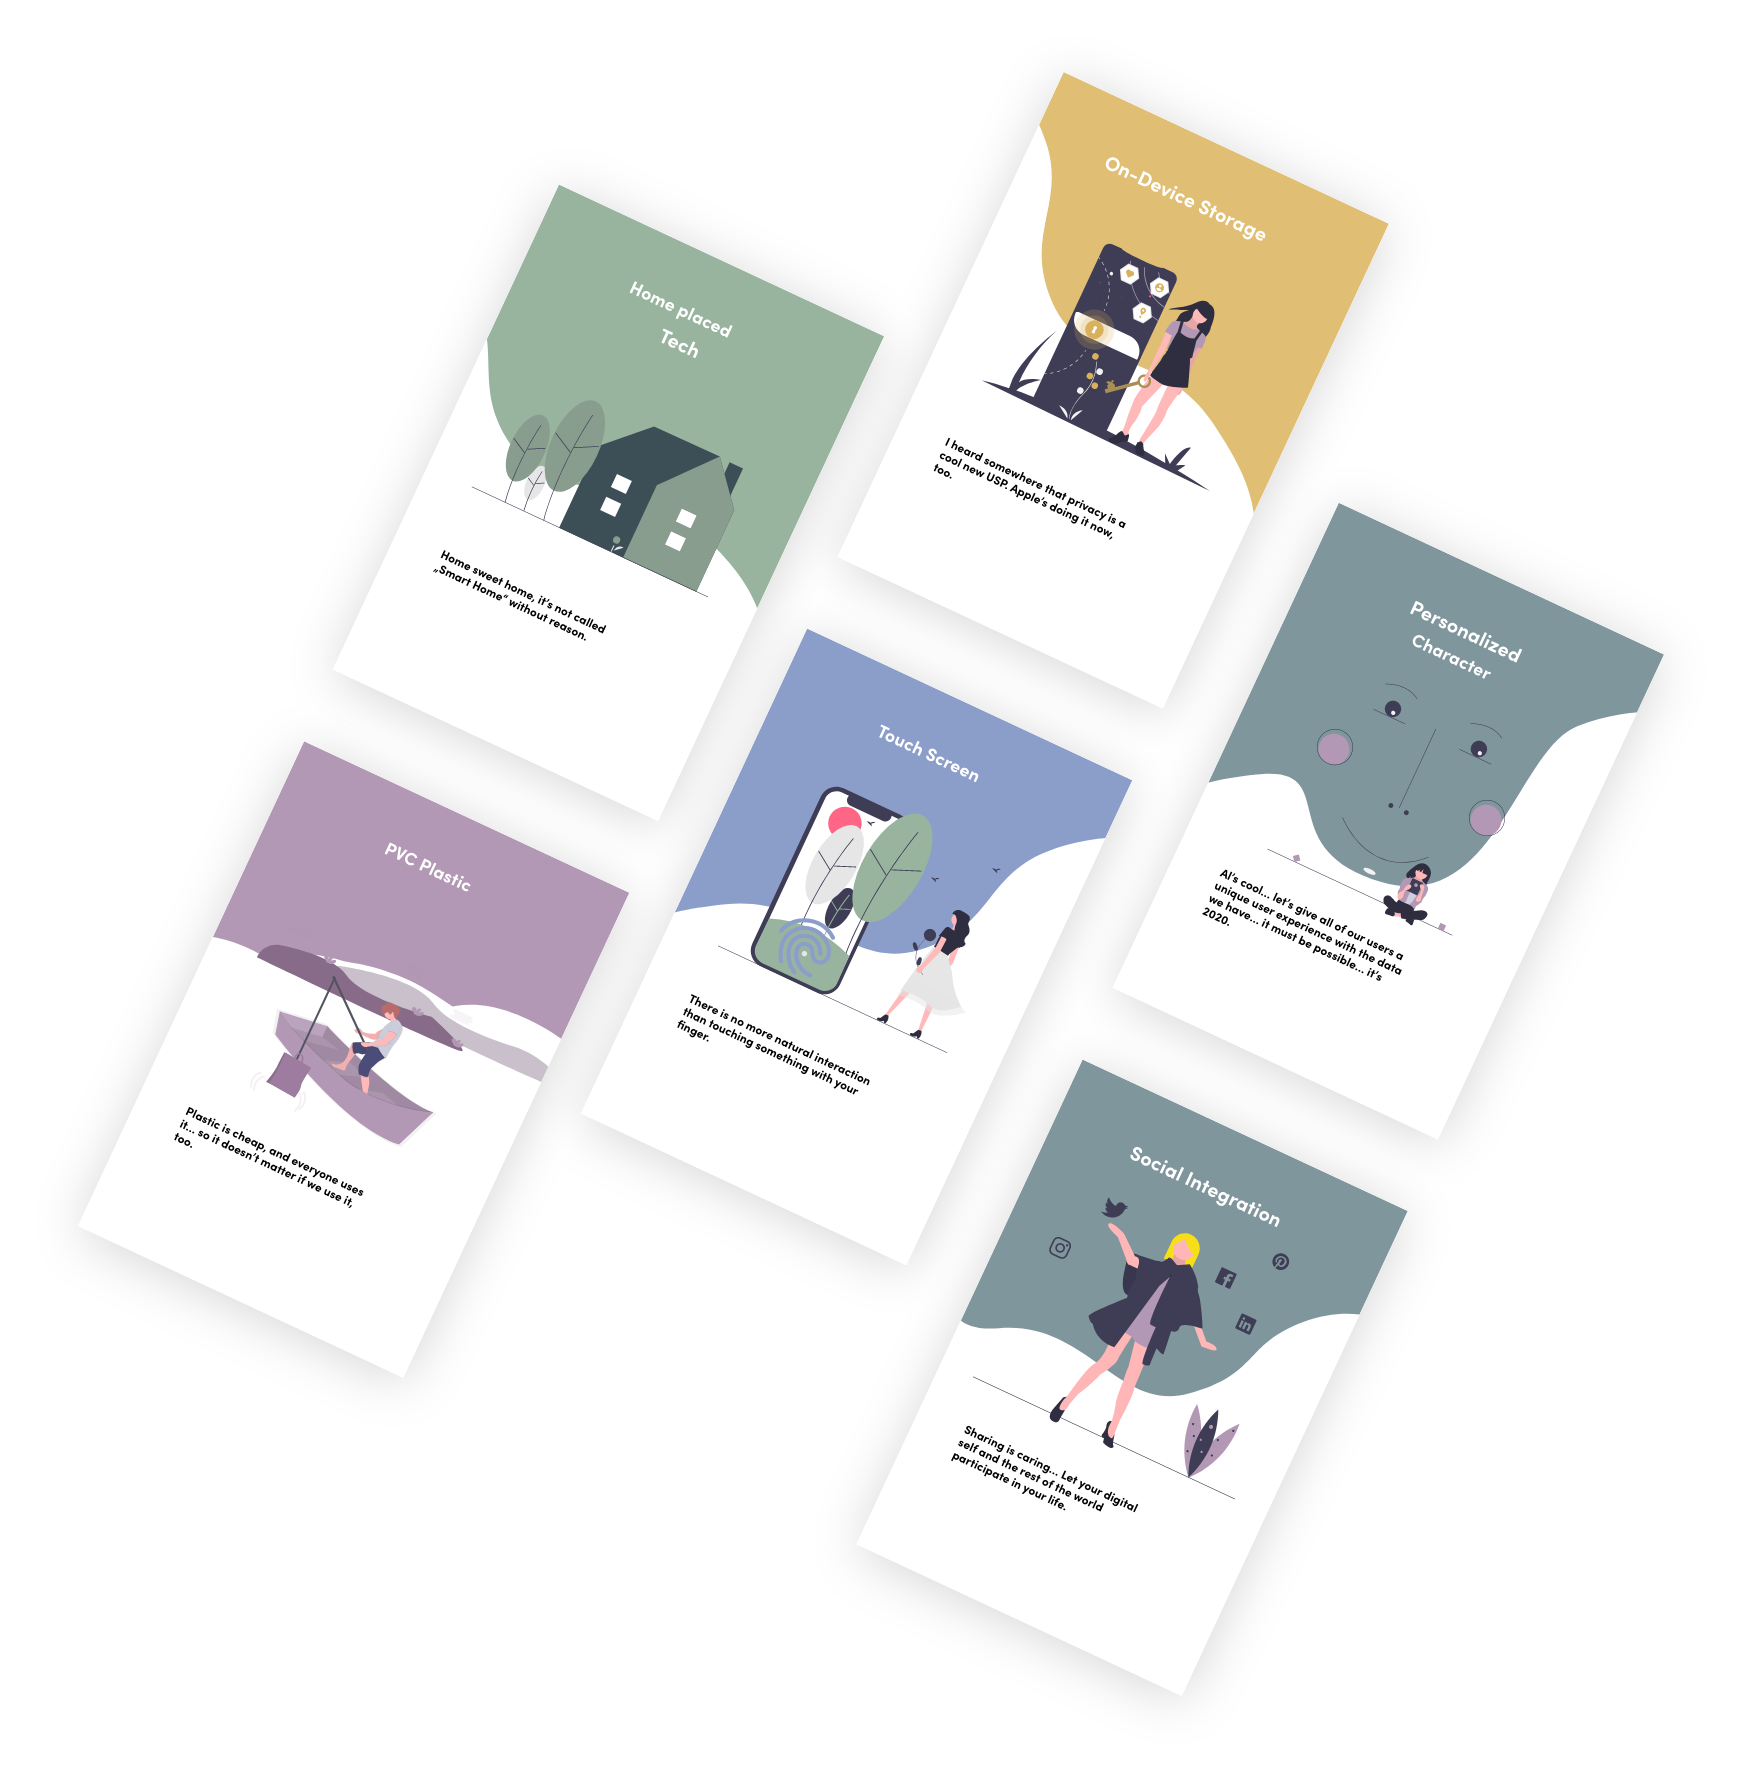 On-Device Storage
I heard somewhere that privacy is a
cool new USP. Apple's doing it now,
too.
Home placed
Tech
Home sweet home, it's not called
„Smart Home“ without reason.
Personalized
Character
AI's cool... let's give all of our users a
unique user experience with the data
we have... it must be possible... it's
2020.
Touch Screen
There is no more natural interaction
than touching something with your
finger.
PVC Plastic
Plastic is cheap, and everyone uses
it... so it doesn't matter if we use it,
too.
Social Integration
in
Sharing is caring... Let your digital
self and the rest of the world
participate in your life.